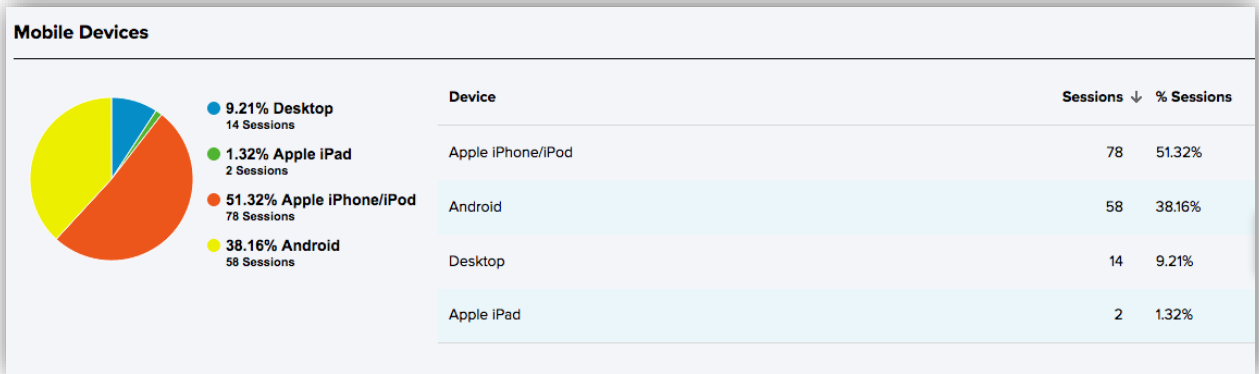 Mobile Devices
9.21% Desktop
14 Sessions
1.32% Apple iPad
2 Sessions
51.32% Apple iPhone/iPod
78 Sessions
38.16% Android
58 Sessions
Device Sessions ↓ % Sessions
Apple iPhone/iPod 78 51.32%
Android 58 38.16%
Desktop 14 9.21%
Apple iPad 2 1.32%